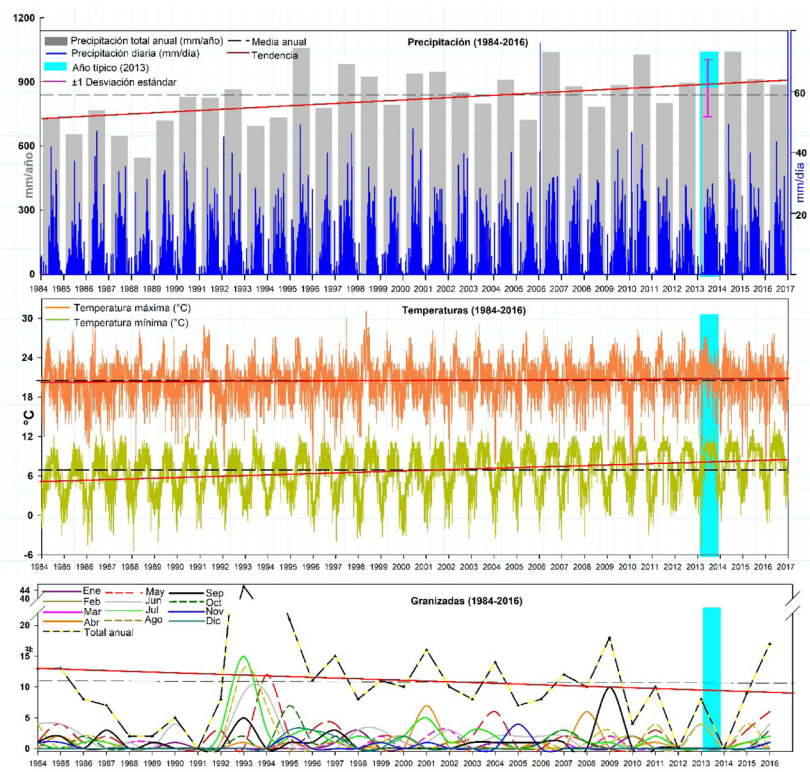 Precipitación (1984-2016)
Precipitación total anual (mm/año)
Precipitación diaria (mm/día)
Año típico (2013)
±1 Desviación estándar
Media anual
Tendencia
1200
900
600
300
0
mm/año
60
40
20
mm/día
1984 1985 1986 1987 1988 1989 1990 1991 1992 1993 1994 1995 1996 1997 1998 1999 2000 2001 2002 2003 2004 2005 2006 2007 2008 2009 2010 2011 2012 2013 2014 2015 2016 2017
Temperaturas (1984-2016)
Temperatura máxima (°C)
Temperatura mínima (°C)
30
24
18
12
6
0
-6
°C
1984 1985 1986 1987 1988 1989 1990 1991 1992 1993 1994 1995 1996 1997 1998 1999 2000 2001 2002 2003 2004 2005 2006 2007 2008 2009 2010 2011 2012 2013 2014 2015 2016 2017
Granizadas (1984-2016)
Ene May Sep
Feb Jun Oct
Mar Jul Nov
Abr Ago Dic
Total anual
44
40
20
15
10
5
0
#
1984 1985 1986 1987 1988 1989 1990 1991 1992 1993 1994 1995 1996 1997 1998 1999 2000 2001 2002 2003 2004 2005 2006 2007 2008 2009 2010 2011 2012 2013 2014 2015 2016